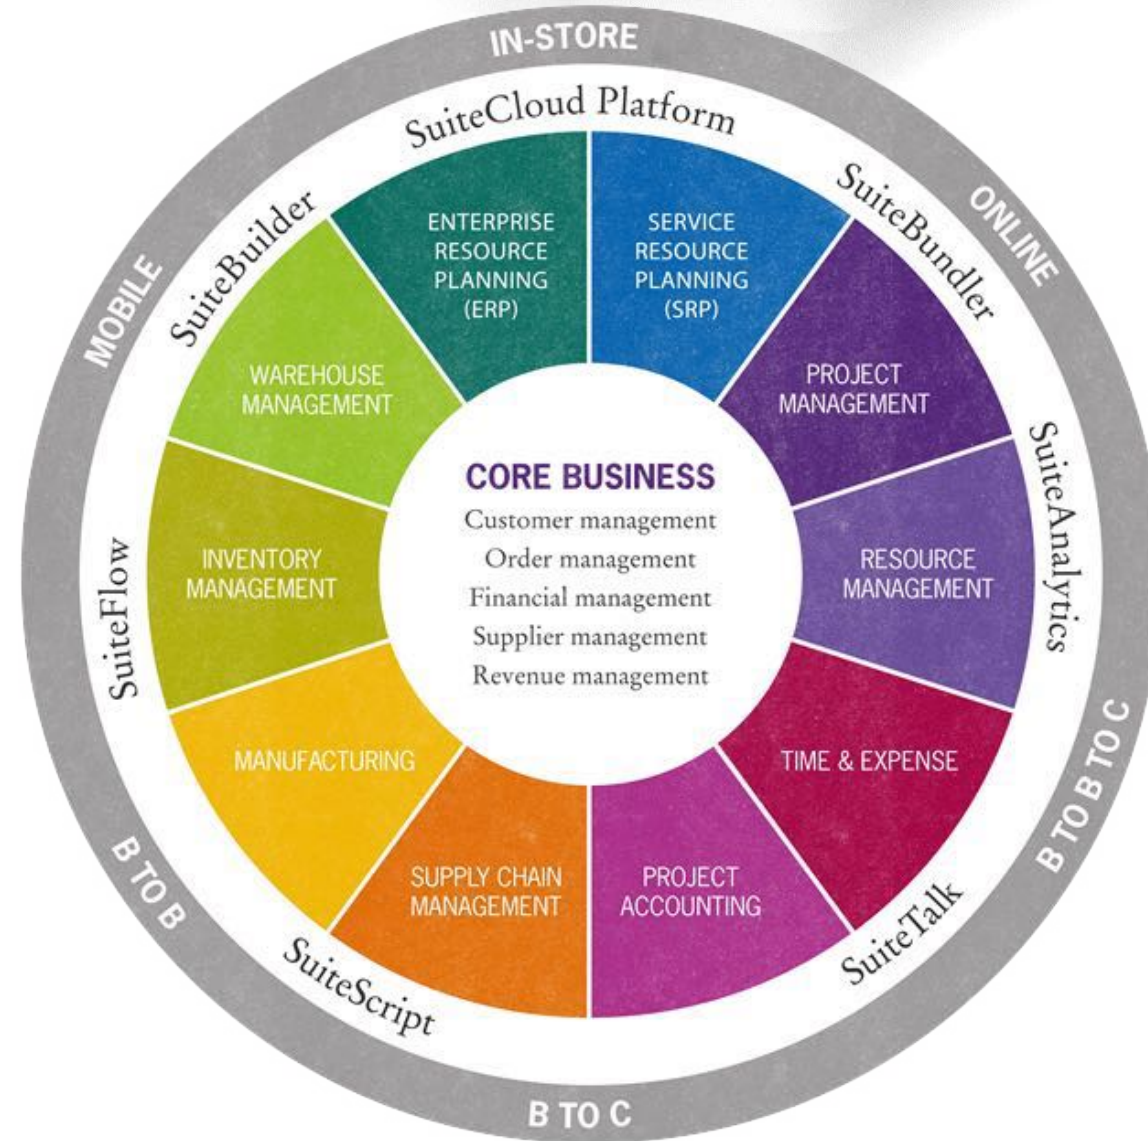 IN-STORE
ONLINE
B TO B TO C
B TO C
B TO B
MOBILE
SuiteCloud Platform
SuiteBundler
SuiteAnalytics
SuiteTalk
SuiteScript
SuiteFlow
SuiteBuilder
ENTERPRISE
RESOURCE
PLANNING
(ERP)
SERVICE
RESOURCE
PLANNING
(SRP)
PROJECT
MANAGEMENT
RESOURCE
MANAGEMENT
TIME & EXPENSE
PROJECT
ACCOUNTING
SUPPLY CHAIN
MANAGEMENT
MANUFACTURING
INVENTORY
MANAGEMENT
WAREHOUSE
MANAGEMENT
CORE BUSINESS
Customer management
Order management
Financial management
Supplier management
Revenue management